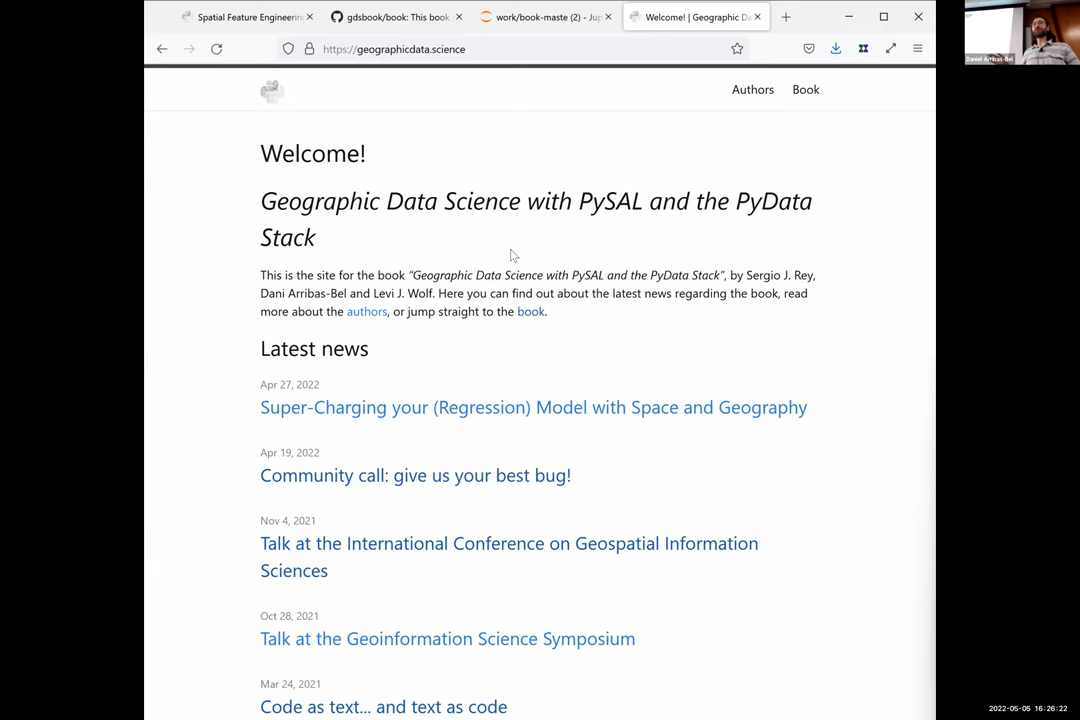 Spatial Feature Engineerin
gdsbook/book: This book
work/book-maste (2) - Jup
Welcome! | Geographic Da
https://geographicdata.science
Daniel Arribas-Bel
Authors
Book
Welcome!
Geographic Data Science with PySAL and the PyData
Stack
This is the site for the book “Geographic Data Science with PySAL and the PyData Stack”, by Sergio J. Rey,
Dani Arribas-Bel and Levi J. Wolf. Here you can find out about the latest news regarding the book, read
more about the authors, or jump straight to the book.
Latest news
Apr 27, 2022
Super-Charging your (Regression) Model with Space and Geography
Apr 19, 2022
Community call: give us your best bug!
Nov 4, 2021
Talk at the International Conference on Geospatial Information
Sciences
Oct 28, 2021
Talk at the Geoinformation Science Symposium
Mar 24, 2021
Code as text... and text as code
2022-05-05 16:26:22